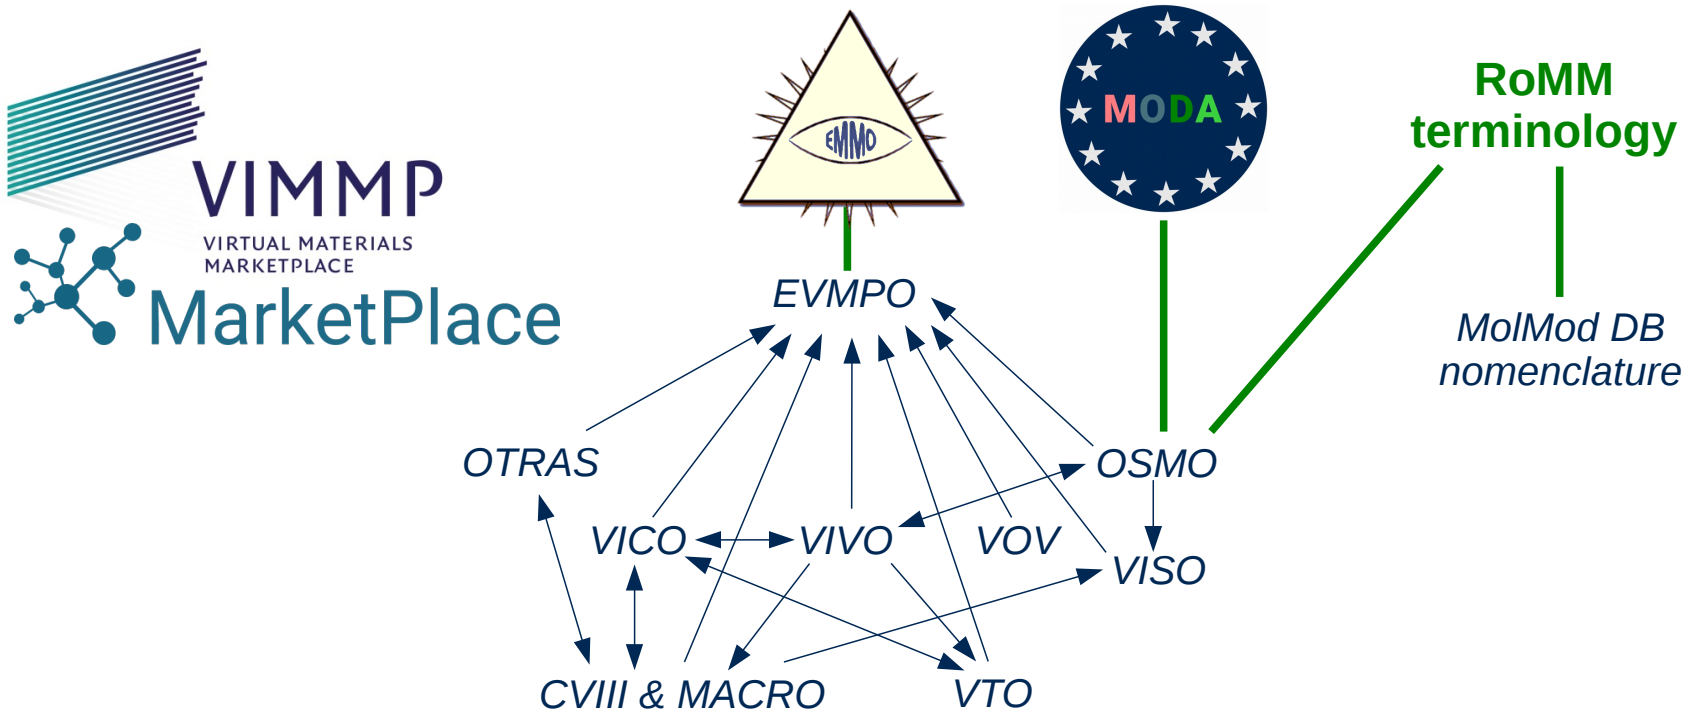 VIMMP
VIRTUAL MATERIALS
MARKETPLACE
MarketPlace
EMMO
MODA
RoMM
terminology
EVMPO
MolMod DB
nomenclature
OTRAS
OSMO
VICO
VIVO
VOV
VISO
CVIII & MACRO
VTO